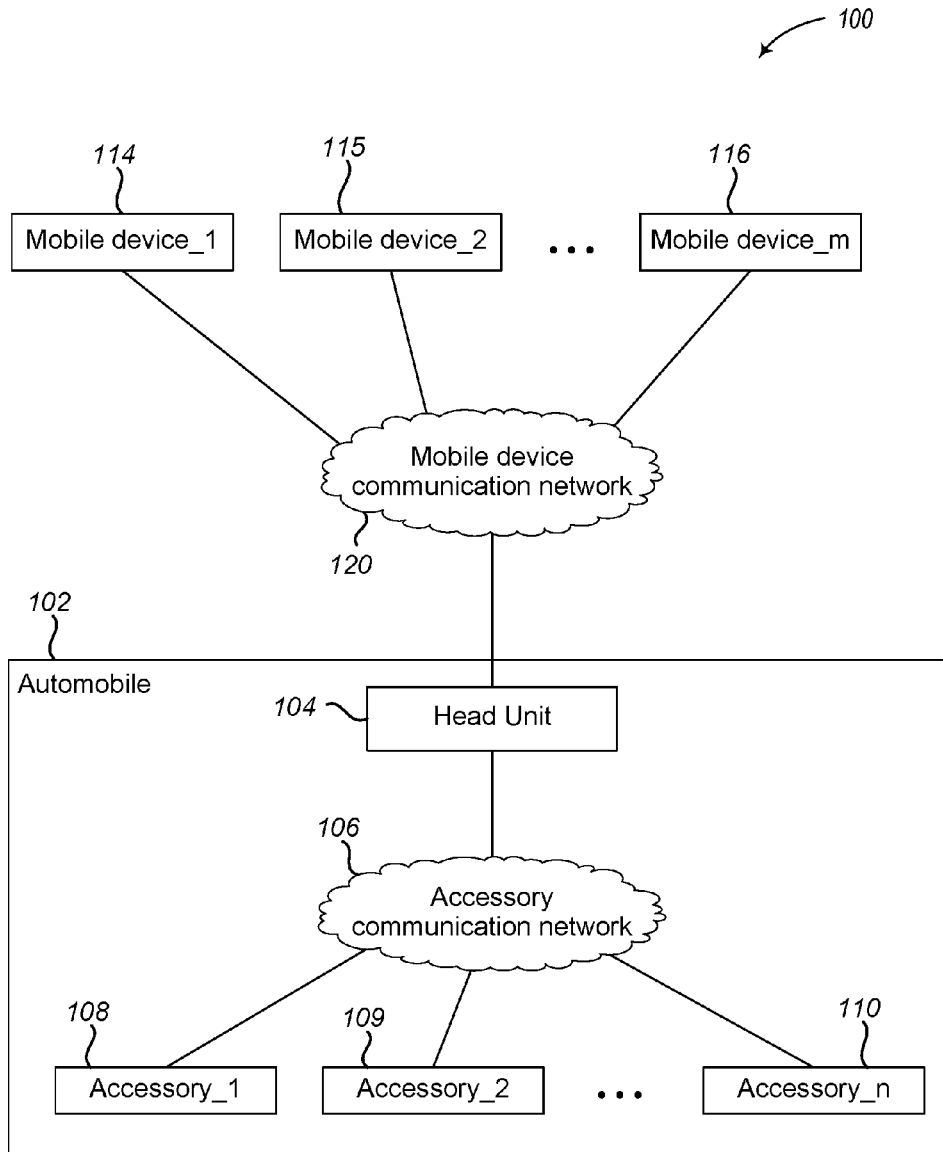 100
114
115
116
Mobile device_1
Mobile device_2
...
Mobile device_m
Mobile device
communication network
120
102
Automobile
104
Head Unit
106
Accessory
communication network
108
109
110
Accessory_1
Accessory_2
...
Accessory_n